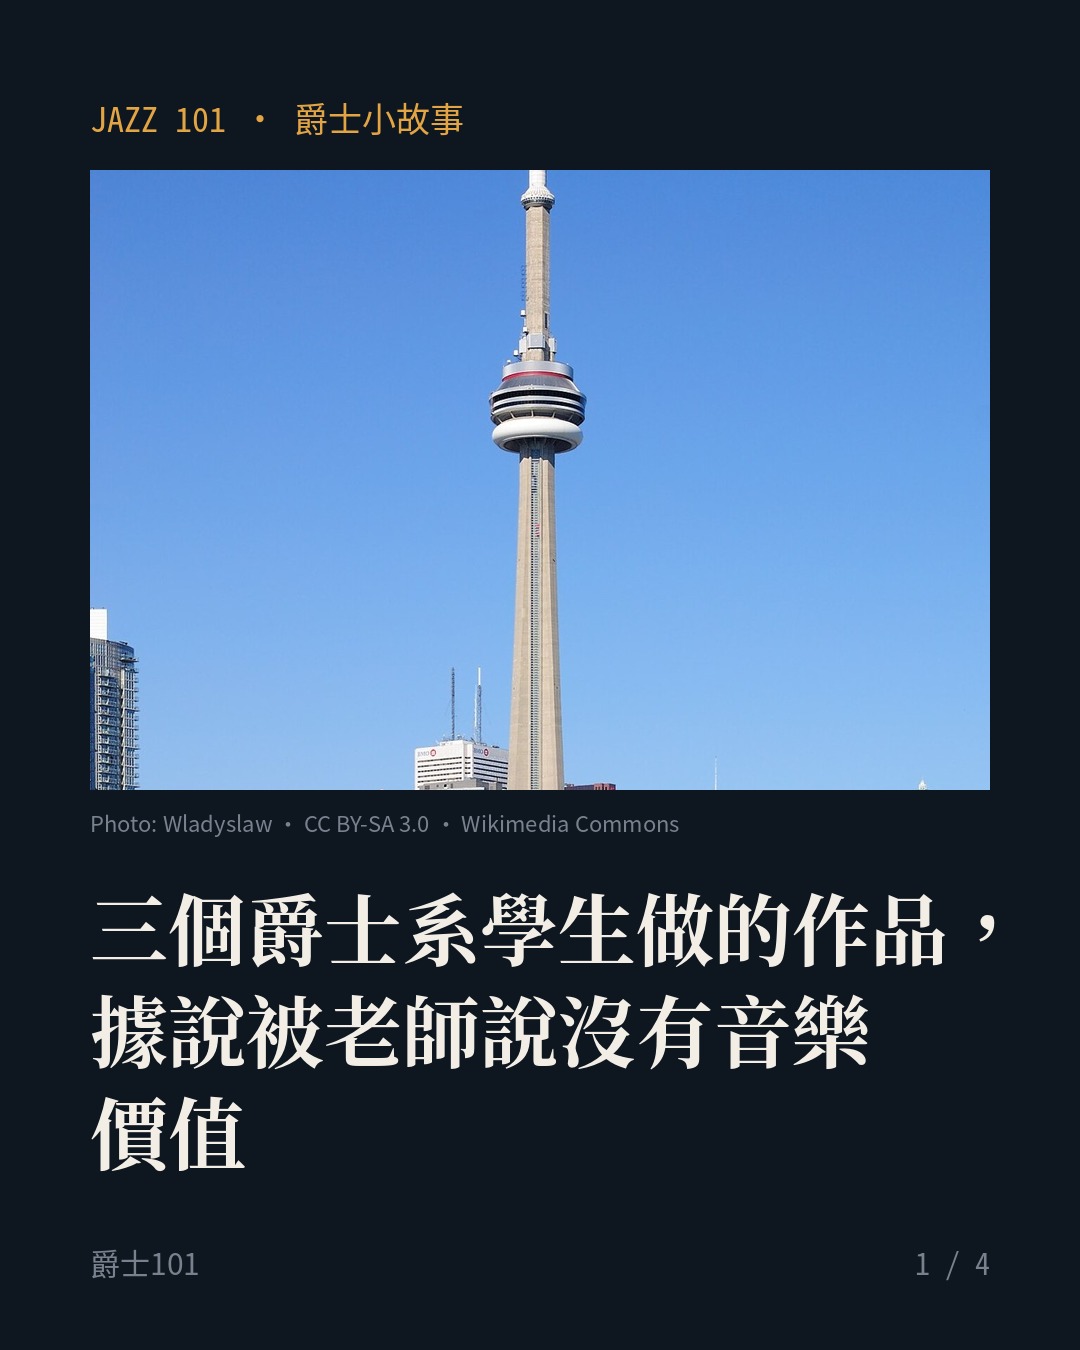 JAZZ 101 · 爵士小故事
BMO BMO
Photo: Wladyslaw · CC BY-SA 3.0 · Wikimedia Commons
三個爵士系學生做的作品，
據說被老師說沒有音樂
價值
爵士101
1 / 4